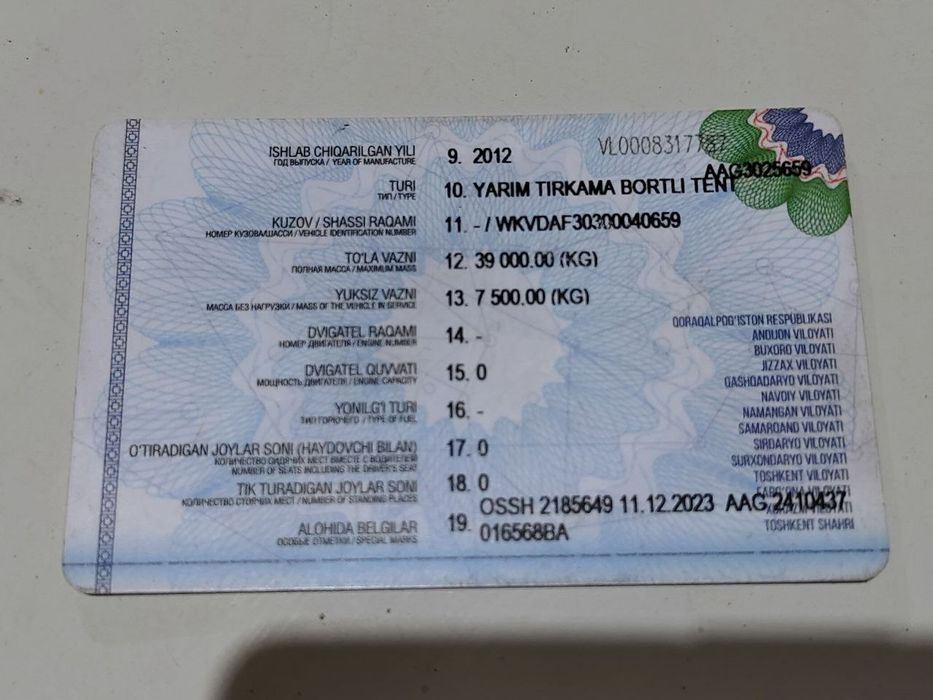 VL0008317787
AAG3025659
ISHLAB CHIQARILGAN YILI
ГОД ВЫПУСКА / YEAR OF MANUFACTURE
9. 2012
TURI
ТИП / TYPE
10. YARIM TIRKAMA BORTLI TENT
KUZOV / SHASSI RAQAMI
НОМЕР КУЗОВА/ШАССИ / VEHICLE IDENTIFICATION NUMBER
11. - / WKVDAF30300040659
TO'LA VAZNI
ПОЛНАЯ МАССА / MAXIMUM MASS
12. 39 000.00 (KG)
YUKSIZ VAZNI
МАССА БЕЗ НАГРУЗКИ / MASS OF THE VEHICLE IN SERVICE
13. 7 500.00 (KG)
DVIGATEL RAQAMI
НОМЕР ДВИГАТЕЛЯ / ENGINE NUMBER
14. -
DVIGATEL QUVVATI
МОЩНОСТЬ ДВИГАТЕЛЯ / ENGINE CAPACITY
15. 0
YONILG'I TURI
ТИП ГОРЮЧЕГО / TYPE OF FUEL
16. -
O'TIRADIGAN JOYLAR SONI (HAYDOVCHI BILAN)
КОЛИЧЕСТВО СИДЯЧИХ МЕСТ ВМЕСТЕ С ВОДИТЕЛЕМ
NUMBER OF SEATS INCLUDING THE DRIVER'S SEAT
17. 0
TIK TURADIGAN JOYLAR SONI
КОЛИЧЕСТВО СТОЯЧИХ МЕСТ / NUMBER OF STANDING PLACES
18. 0
ALOHIDA BELGILAR
ОСОБЫЕ ОТМЕТКИ / SPECIAL MARKS
19. OSSH 2185649 11.12.2023 AAG 2410437
016568BA
QORAQALPOG'ISTON RESPUBLIKASI
ANDIJON VILOYATI
BUXORO VILOYATI
JIZZAX VILOYATI
QASHQADARYO VILOYATI
NAVOIY VILOYATI
NAMANGAN VILOYATI
SAMARQAND VILOYATI
SIRDARYO VILOYATI
SURXONDARYO VILOYATI
TOSHKENT VILOYATI
FARG'ONA VILOYATI
TOSHKENT SHAHRI